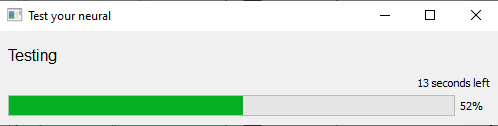 Test your neural
Testing
13 seconds left
52%